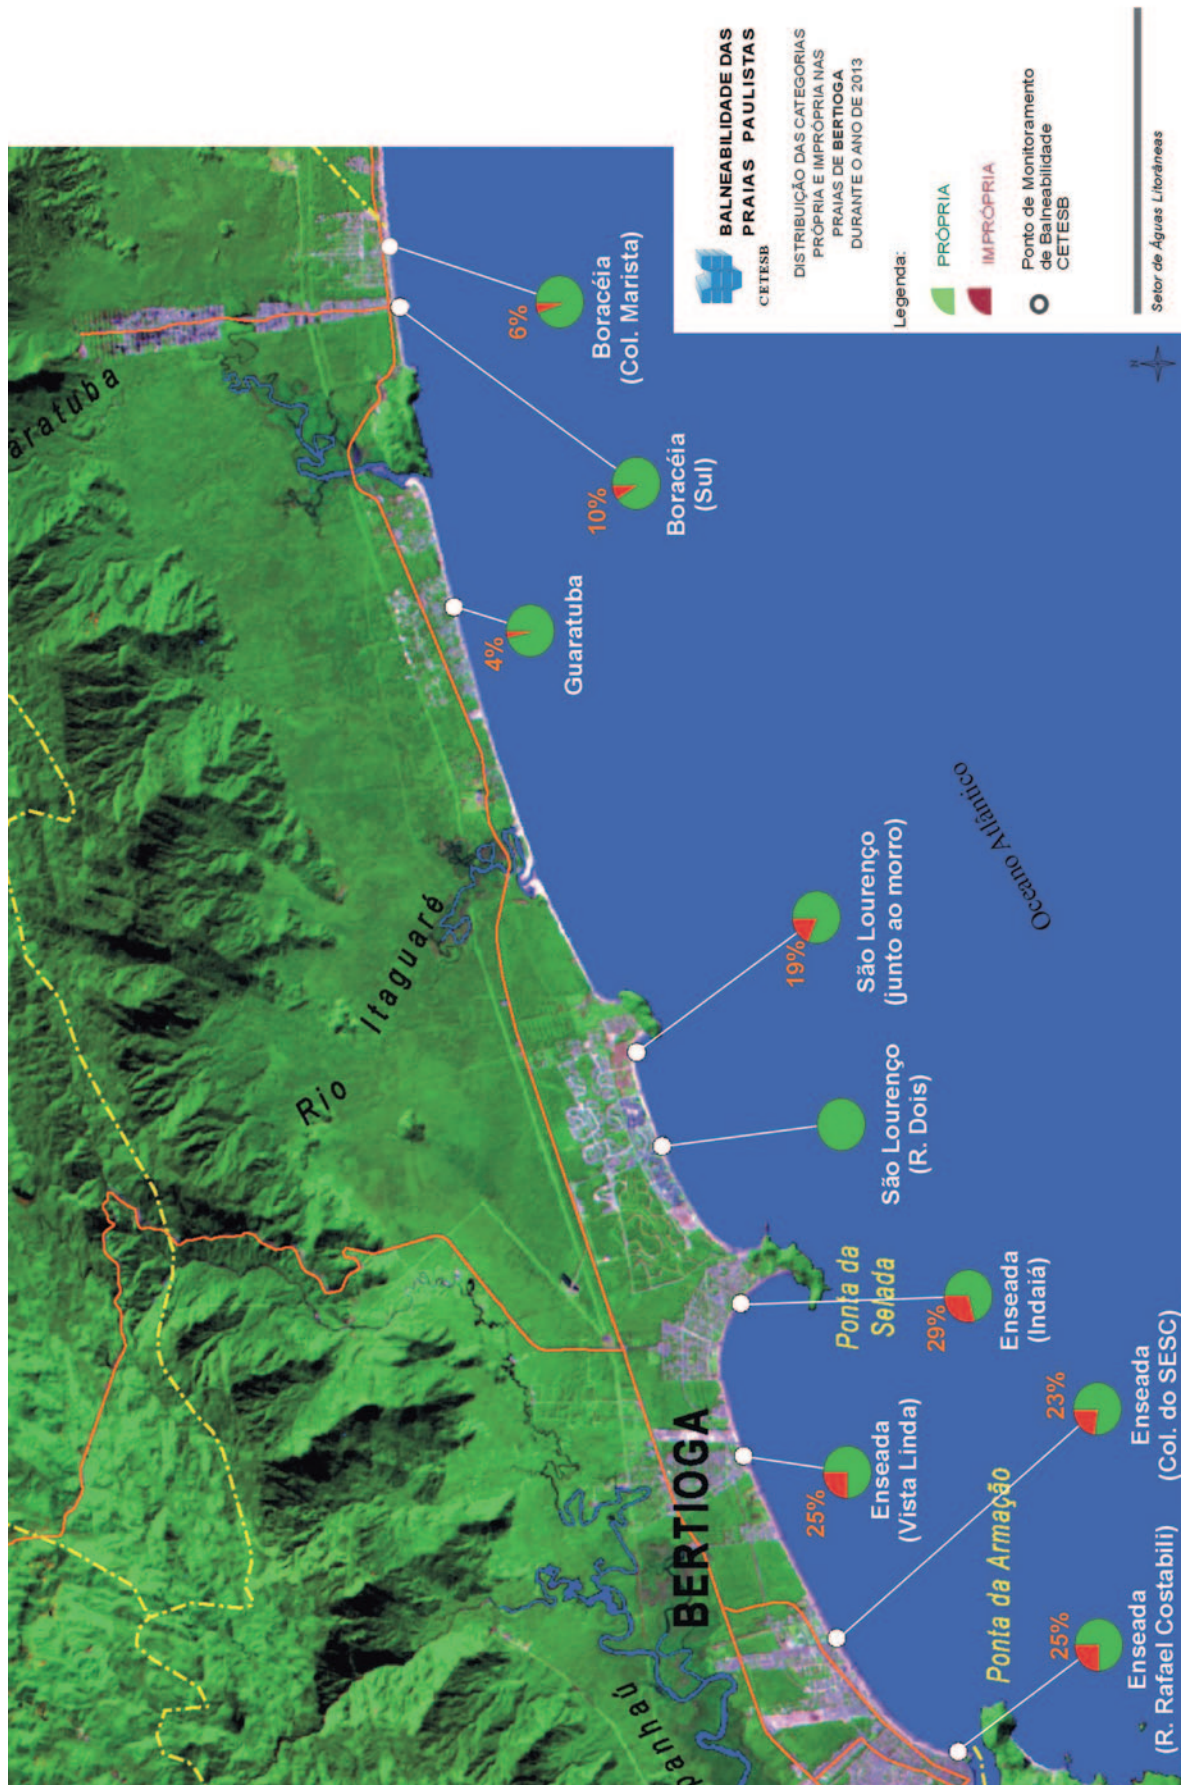 BALNEABILIDADE DAS
PRAIAS PAULISTAS
CETESB
DISTRIBUIÇÃO DAS CATEGORIAS
PRÓPRIA E IMPRÓPRIA NAS
PRAIAS DE BERTIOGA
DURANTE O ANO DE 2013
Legenda:
PRÓPRIA
IMPRÓPRIA
Ponto de Monitoramento
de Balneabilidade
CETESB
Setor de Águas Litorâneas
N
aratuba
6%
Boracéia
(Col. Marista)
10%
Boracéia
(Sul)
4%
Guaratuba
Rio Itaguaré
Oceano Atlântico
19%
São Lourenço
(junto ao morro)
São Lourenço
(R. Dois)
Ponta da
Selada
29%
Enseada
(Indaiá)
BERTIOGA
25%
Enseada
(Vista Linda)
23%
Enseada
(Col. do SESC)
Ponta da Armação
25%
Enseada
(R. Rafael Costabili)
panhaú